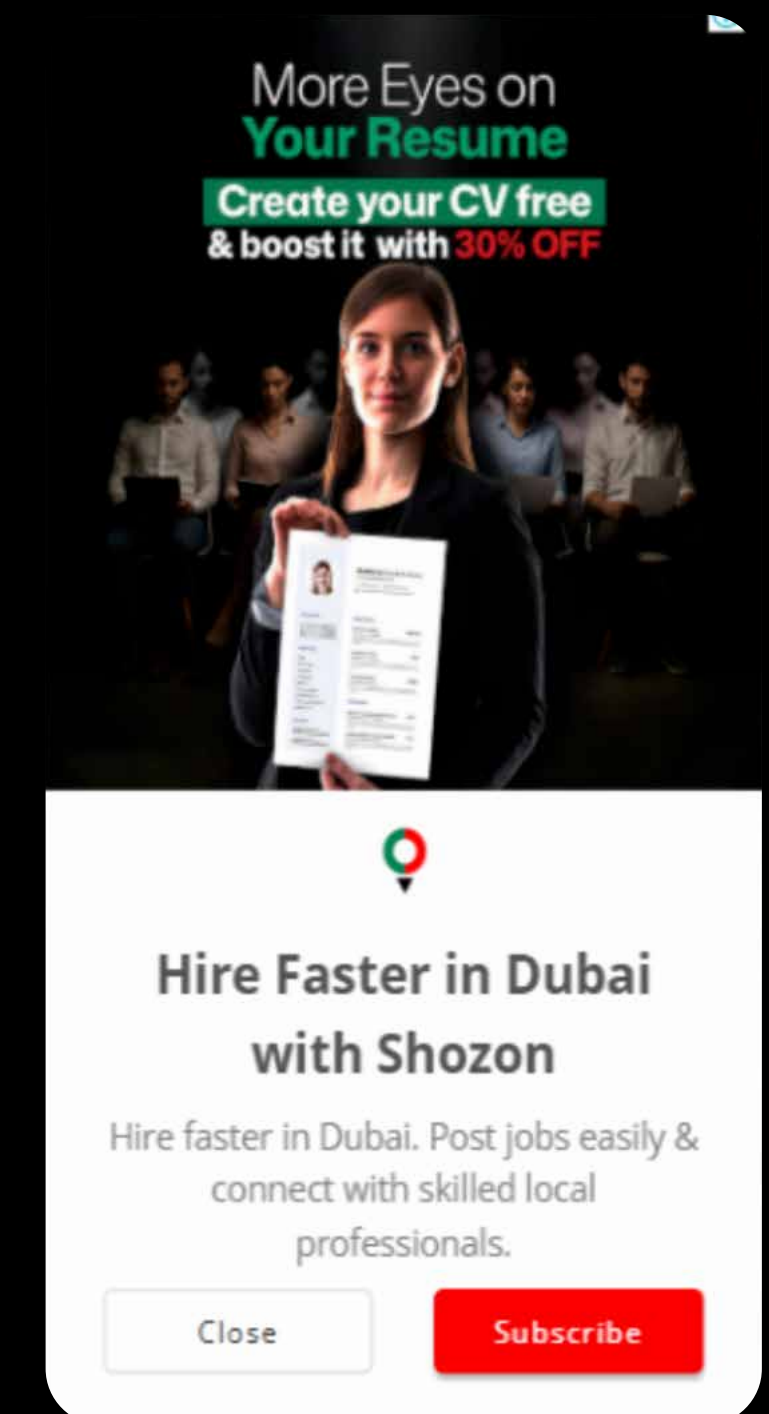 More Eyes on
Your Resume
Create your CV free
& boost it with 30% OFF
Hire Faster in Dubai
with Shozon
Hire faster in Dubai. Post jobs easily &
connect with skilled local
professionals.
Close
Subscribe